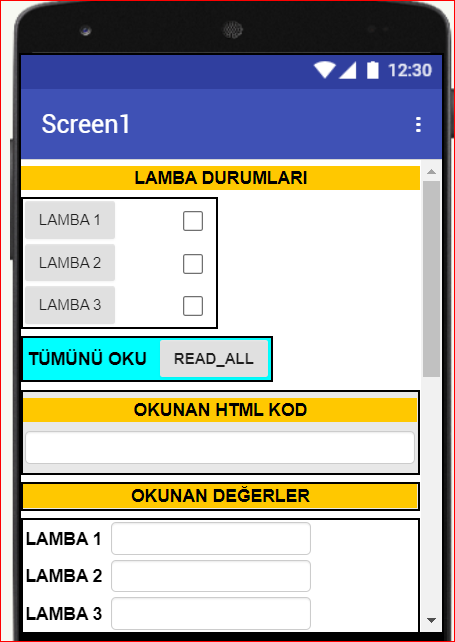 12:30
Screen1
LAMBA DURUMLARI
LAMBA 1
LAMBA 2
LAMBA 3
TÜMÜNÜ OKU READ_ALL
OKUNAN HTML KOD
OKUNAN DEĞERLER
LAMBA 1
LAMBA 2
LAMBA 3